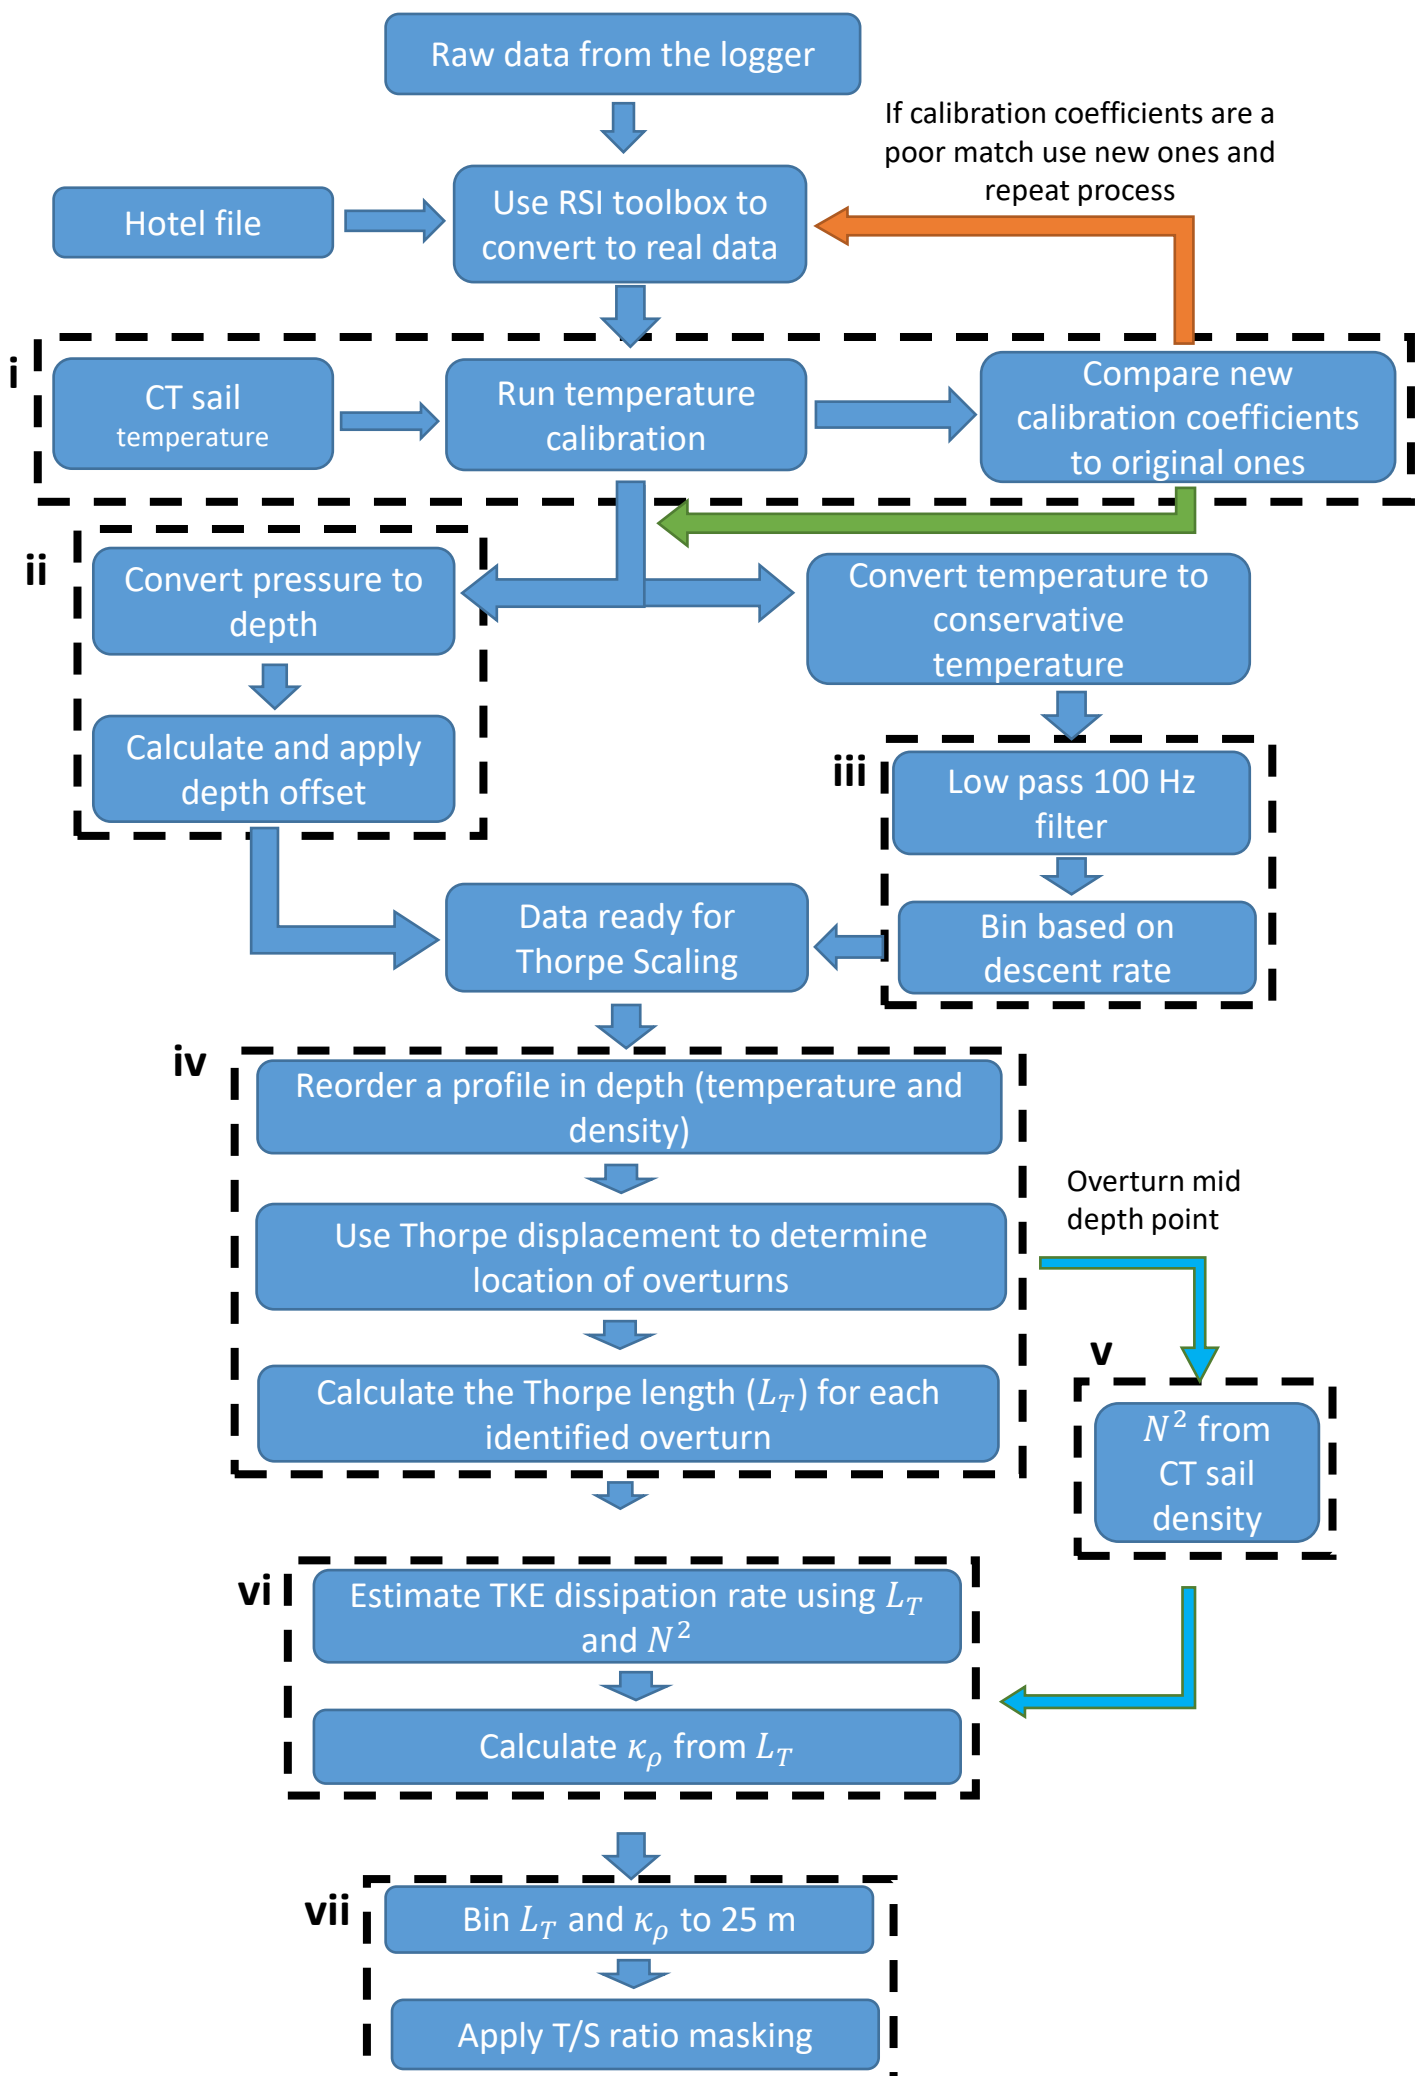 Raw data from the logger
If calibration coefficients are a
poor match use new ones and
repeat process
Hotel file
Use RSI toolbox to
convert to real data
i
CT sail
temperature
Run temperature
calibration
Compare new
calibration coefficients
to original ones
ii
Convert pressure to
depth
Convert temperature to
conservative
temperature
Calculate and apply
depth offset
iii
Low pass 100 Hz
filter
Data ready for
Thorpe Scaling
Bin based on
descent rate
iv
Reorder a profile in depth (temperature and
density)
Use Thorpe displacement to determine
location of overturns
Overturn mid
depth point
Calculate the Thorpe length (L_T) for each
identified overturn
v
N² from
CT sail
density
vi
Estimate TKE dissipation rate using L_T
and N²
Calculate κ_ρ from L_T
vii
Bin L_T and κ_ρ to 25 m
Apply T/S ratio masking